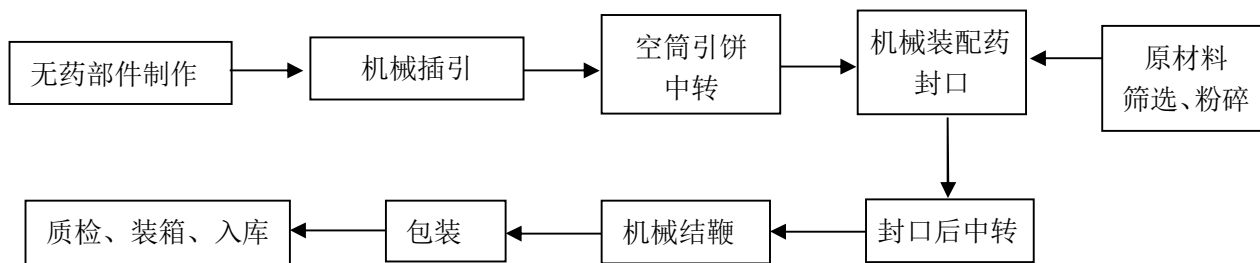 无药部件制作
机械插引
空筒引饼
中转
机械装配药
封口
原材料
筛选、粉碎
质检、装箱、入库
包装
机械结鞭
封口后中转